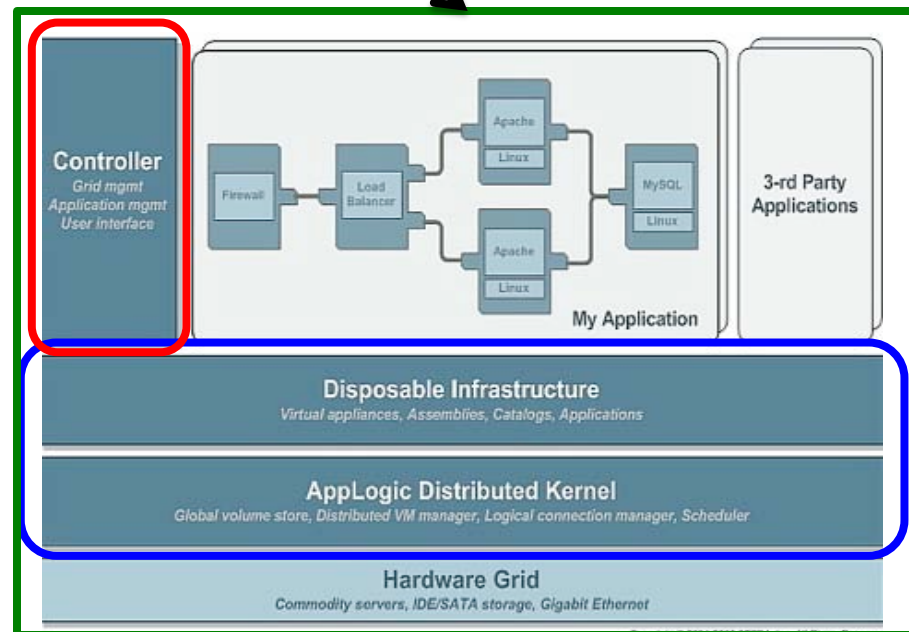 Controller
Grid mgmt
Application mgmt
User interface
Firewall
Load
Balancer
Apache
Linux
Apache
Linux
MySQL
Linux
My Application
3-rd Party
Applications
Disposable Infrastructure
Virtual appliances, Assemblies, Catalogs, Applications
AppLogic Distributed Kernel
Global volume store, Distributed VM manager, Logical connection manager, Scheduler
Hardware Grid
Commodity servers, IDE/SATA storage, Gigabit Ethernet